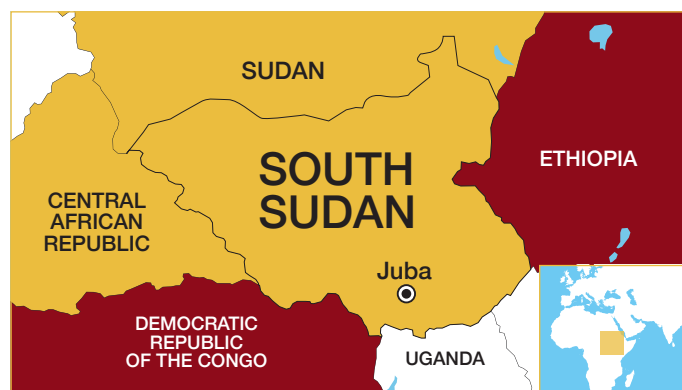 SUDAN
SOUTH
SUDAN
ETHIOPIA
CENTRAL
AFRICAN
REPUBLIC
Juba
DEMOCRATIC
REPUBLIC
OF THE CONGO
UGANDA